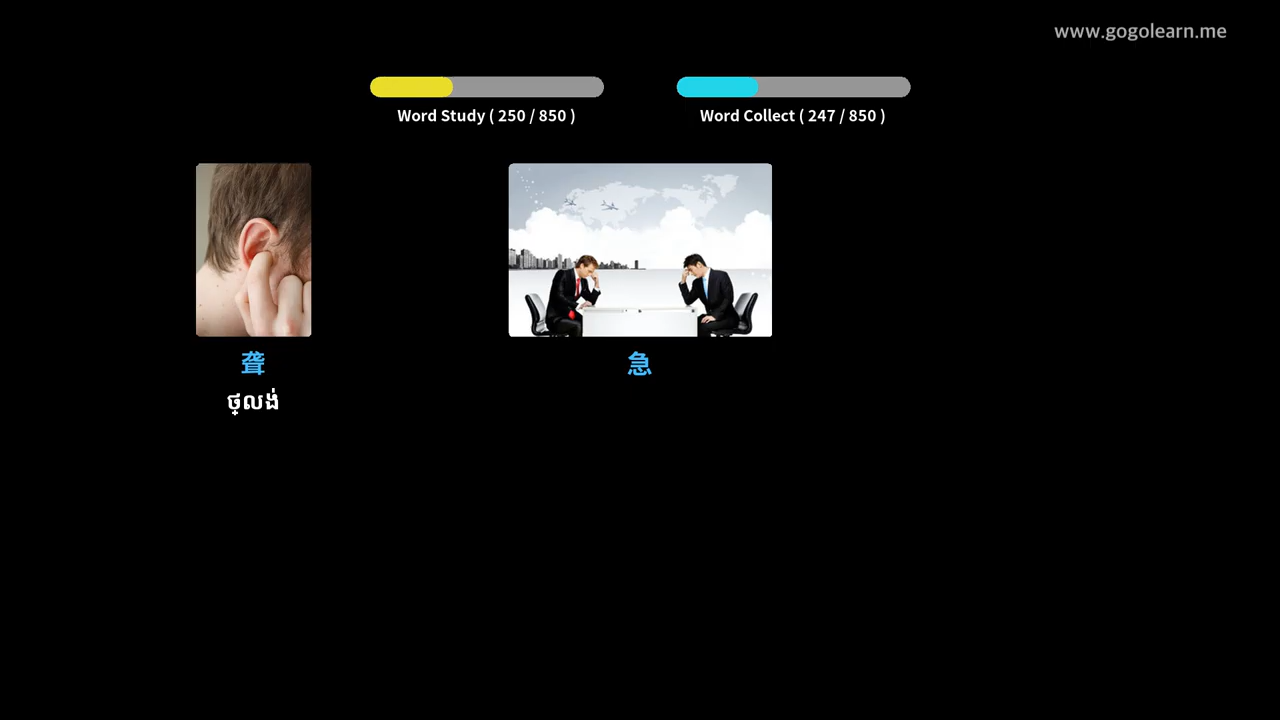 www.gogolearn.me
Word Study ( 250 / 850 )
Word Collect ( 247 / 850 )
聋
急
ថ្លង់